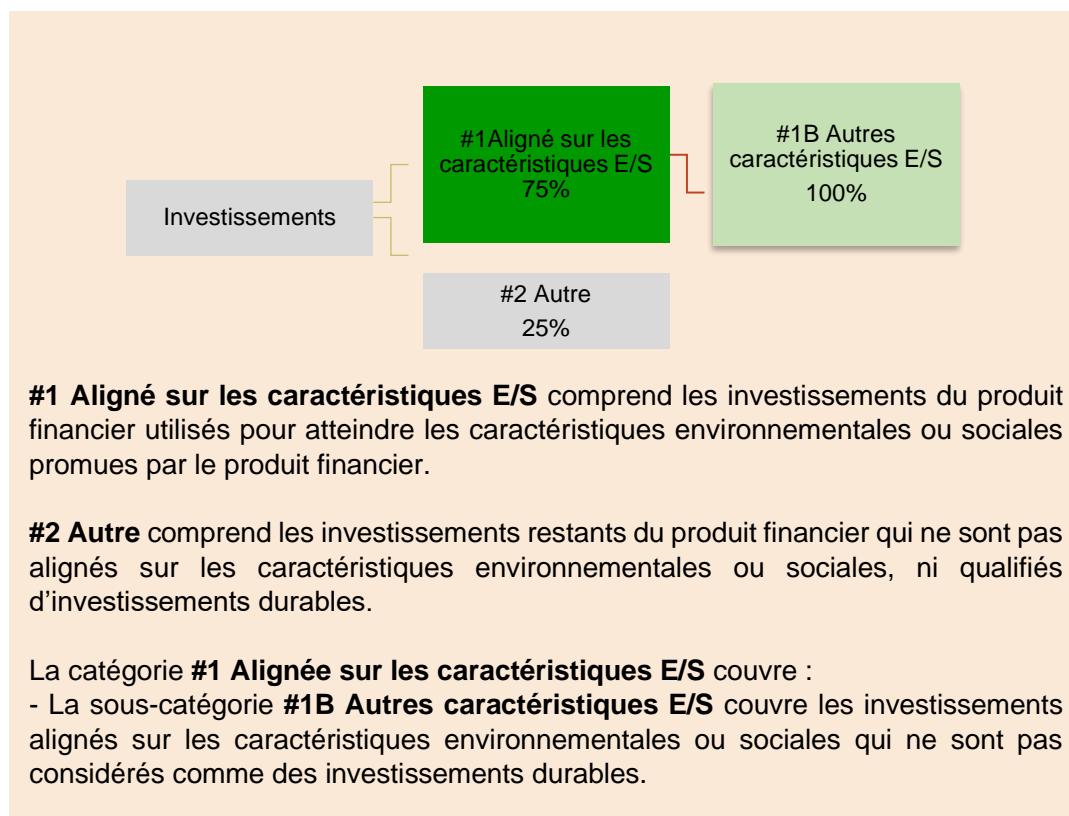 #1Aligné sur les
caractéristiques E/S
75%
#1B Autres
caractéristiques E/S
100%
Investissements
#2 Autre
25%
#1 Aligné sur les caractéristiques E/S comprend les investissements du produit
financier utilisés pour atteindre les caractéristiques environnementales ou sociales
promues par le produit financier.
#2 Autre comprend les investissements restants du produit financier qui ne sont pas
alignés sur les caractéristiques environnementales ou sociales, ni qualifiés
d’investissements durables.
La catégorie #1 Alignée sur les caractéristiques E/S couvre :
- La sous-catégorie #1B Autres caractéristiques E/S couvre les investissements
alignés sur les caractéristiques environnementales ou sociales qui ne sont pas
considérés comme des investissements durables.